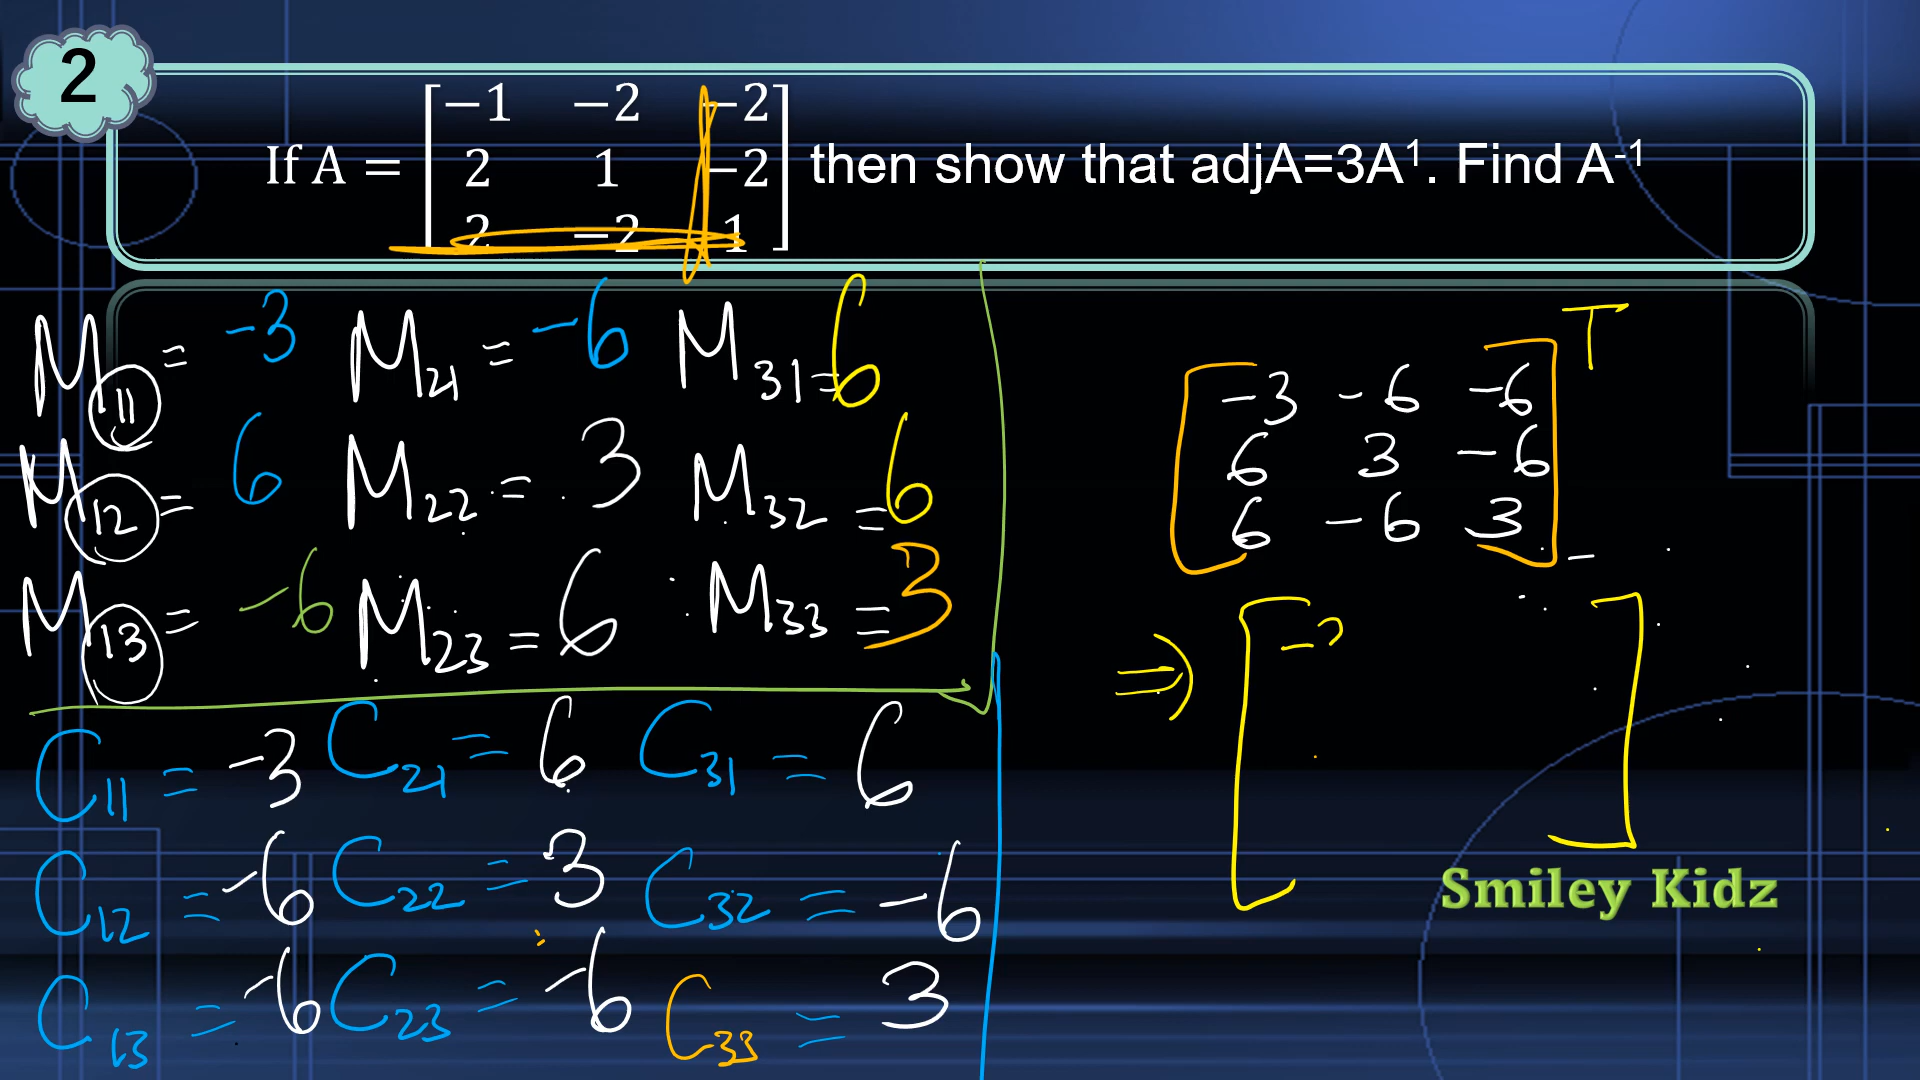 2
If A = [ −1 −2 −2
2 1 −2
2 −2 1 ] then show that adjA=3A¹. Find A⁻¹
M₁₁ = -3 M₂₁ = -6 M₃₁ = 6
M₁₂ = 6 M₂₂ = 3 M₃₂ = 6
M₁₃ = -6 M₂₃ = 6 M₃₃ = 3
C₁₁ = -3 C₂₁ = 6 C₃₁ = 6
C₁₂ = -6 C₂₂ = 3 C₃₂ = -6
C₁₃ = -6 C₂₃ = -6 C₃₃ = 3
[ -3 -6 -6
6 3 -6
6 -6 3 ] T
⇒ [ -3 ]
Smiley Kidz